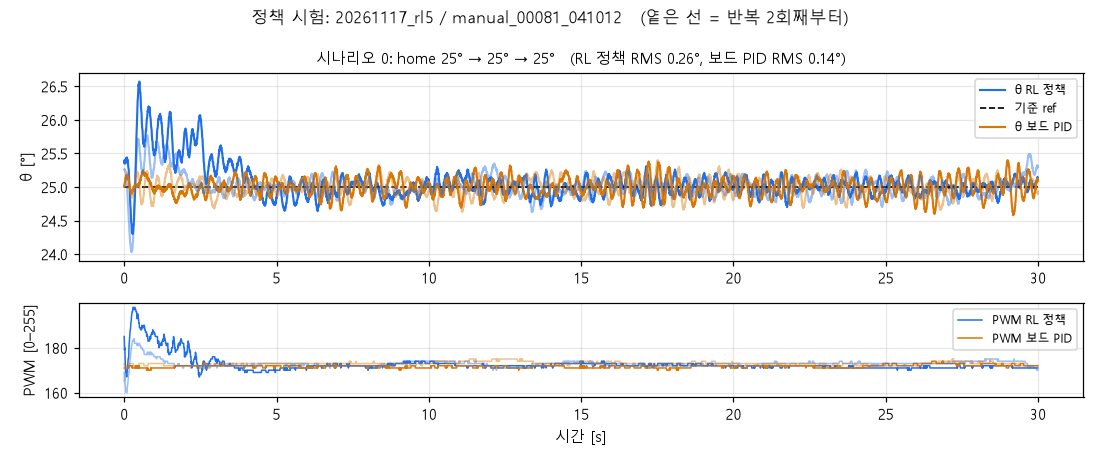 정책 시험: 20261117_rl5 / manual_00081_041012 (옅은 선 = 반복 2회째부터)
시나리오 0: home 25° → 25° → 25° (RL 정책 RMS 0.26°, 보드 PID RMS 0.14°)
θ [°]
26.5
26.0
25.5
25.0
24.5
24.0
θ RL 정책
기준 ref
θ 보드 PID
0 5 10 15 20 25 30
PWM [0–255]
180
160
PWM RL 정책
PWM 보드 PID
0 5 10 15 20 25 30
시간 [s]